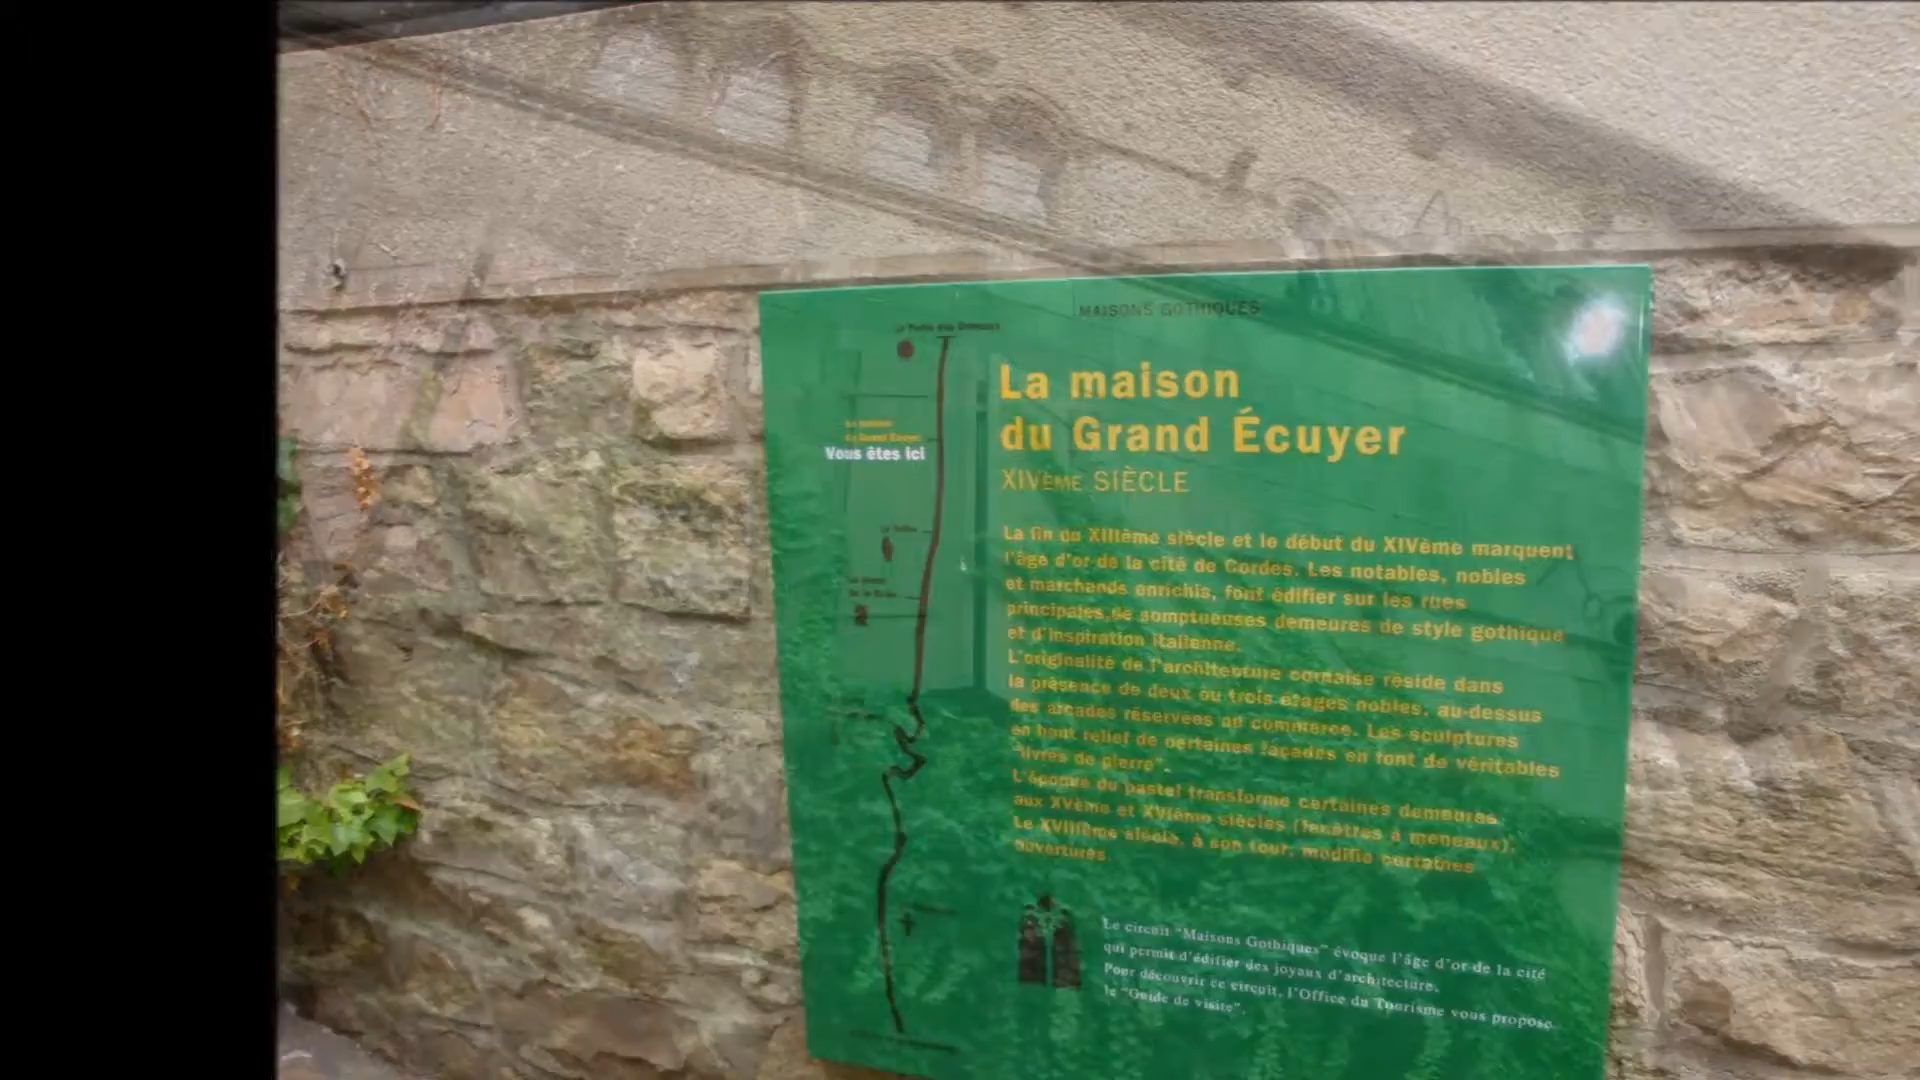 MAISONS GOTHIQUES
La maison
du Grand Écuyer
XIVÈME SIÈCLE
La fin du XIIIème siècle et le début du XIVème marquent
l'âge d'or de la cité de Cordes. Les notables, nobles
et marchands enrichis, font édifier sur les rues
principales,de somptueuses demeures de style gothique
et d'inspiration italienne.
L'originalité de l'architecture cordaise réside dans
la présence de deux ou trois étages nobles, au-dessus
des arcades réservées au commerce. Les sculptures
en haut relief de certaines façades en font de véritables
"livres de pierre".
L'époque du pastel transforme certaines demeures
aux XVème et XVIème siècles (fenêtres à meneaux).
Le XVIIIème siècle, à son tour, modifie certaines
ouvertures.
du Grand Écuyer
Vous êtes ici
Le circuit "Maisons Gothiques" évoque l'âge d'or de la cité
qui permit d'édifier des joyaux d'architecture.
Pour découvrir ce circuit, l'Office du Tourisme vous propose
le "Guide de visite".